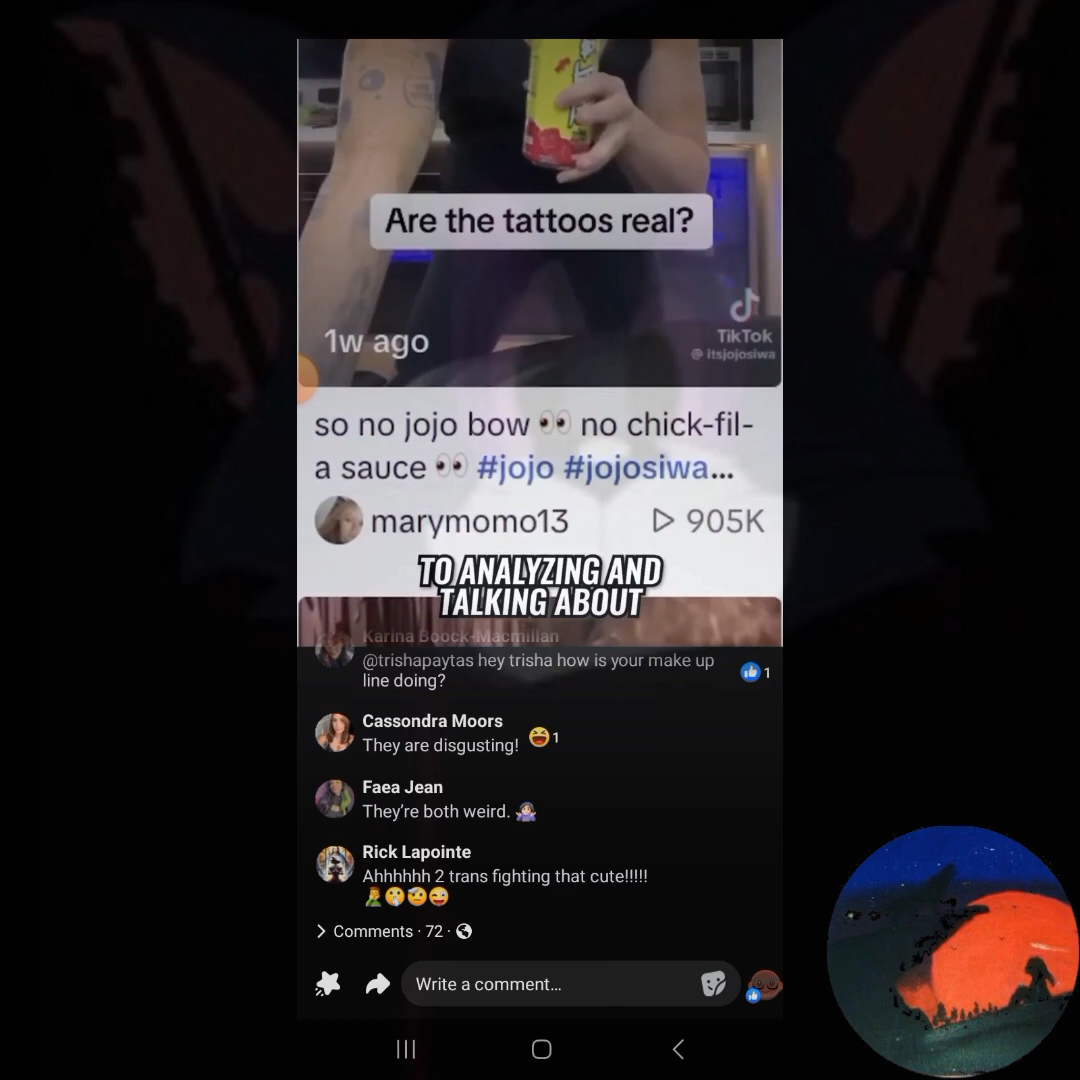 Are the tattoos real?
1w ago
TikTok
@ itsjojosiwa
so no jojo bow 👀 no chick-fil-
a sauce 👀 #jojo #jojosiwa...
marymomo13 905K
TO ANALYZING AND
TALKING ABOUT
Karina Boock-Macmillan
@trishapaytas hey trisha how is your make up
line doing?
1
Cassondra Moors
They are disgusting! 😆 1
Faea Jean
They’re both weird. 🤷🏻‍♀️
Rick Lapointe
Ahhhhhh 2 trans fighting that cute!!!!!
🤦‍♂️🤫🤕😜
Comments · 72 ·
Write a comment...